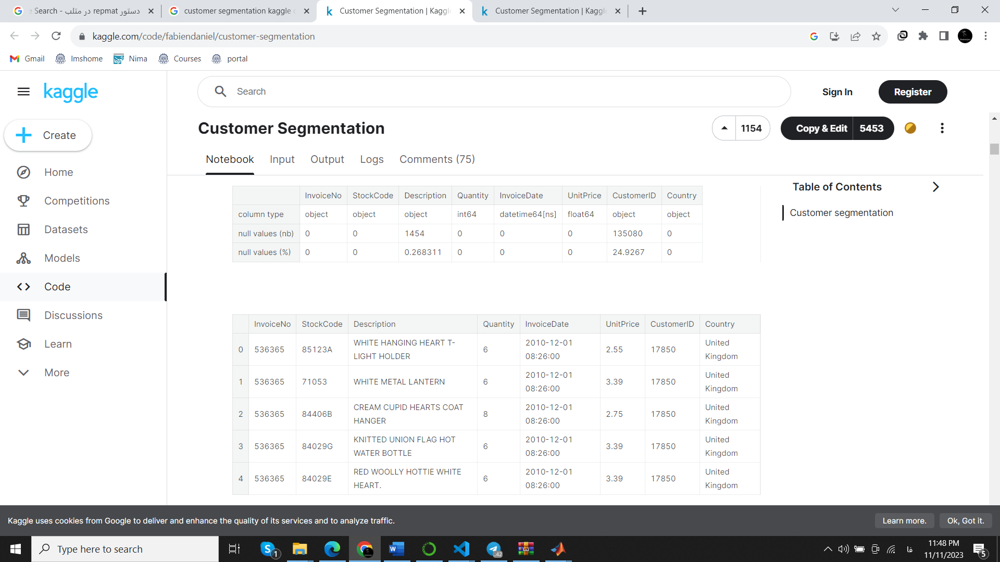 Search - دستور repmat در متلب
customer segmentation kaggle
Customer Segmentation | Kaggle
Customer Segmentation | Kaggle
kaggle.com/code/fabiendaniel/customer-segmentation
Gmail Imshome Nima Courses portal
kaggle
Search
Sign In
Register
Create
Home
Competitions
Datasets
Models
Code
Discussions
Learn
More
Customer Segmentation
1154
Copy & Edit 5453
Notebook Input Output Logs Comments (75)
InvoiceNo StockCode Description Quantity InvoiceDate UnitPrice CustomerID Country
column type object object object int64 datetime64[ns] float64 object object
null values (nb) 0 0 1454 0 0 0 135080 0
null values (%) 0 0 0.268311 0 0 0 24.9267 0
Table of Contents
Customer segmentation
InvoiceNo StockCode Description Quantity InvoiceDate UnitPrice CustomerID Country
0 536365 85123A WHITE HANGING HEART T-LIGHT HOLDER 6 2010-12-01 08:26:00 2.55 17850 United Kingdom
1 536365 71053 WHITE METAL LANTERN 6 2010-12-01 08:26:00 3.39 17850 United Kingdom
2 536365 84406B CREAM CUPID HEARTS COAT HANGER 8 2010-12-01 08:26:00 2.75 17850 United Kingdom
3 536365 84029G KNITTED UNION FLAG HOT WATER BOTTLE 6 2010-12-01 08:26:00 3.39 17850 United Kingdom
4 536365 84029E RED WOOLLY HOTTIE WHITE HEART. 6 2010-12-01 08:26:00 3.39 17850 United Kingdom
Kaggle uses cookies from Google to deliver and enhance the quality of its services and to analyze traffic.
Learn more.
Ok, Got it.
Type here to search
1
42
فا
11:48 PM
11/11/2023
5